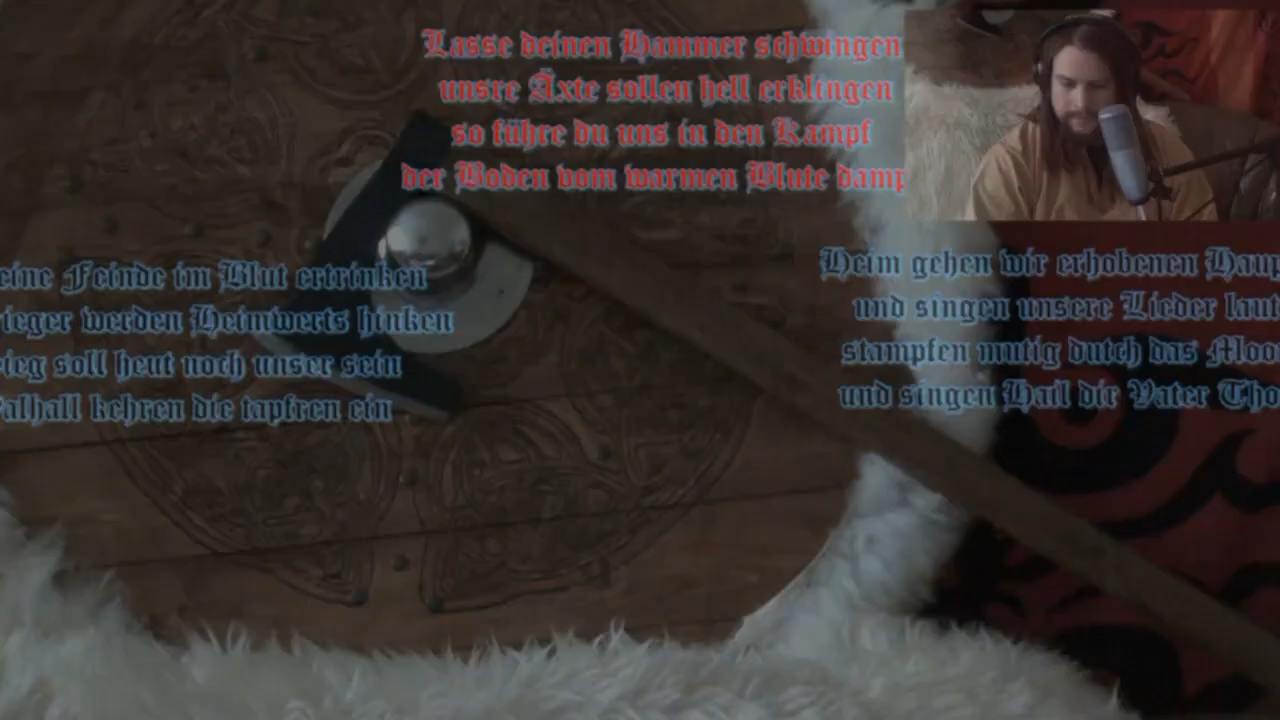 Lasse deinen Hammer schwingen
unsre Äxte sollen hell erklingen
so führe du uns in den Kampf
der Boden vom warmen Blute damp
eine Feinde im Blut ertrinken
ieger werden Heimwerts hinken
ieg soll heut noch unser sein
alhall kehren die tapfren ein
Heim gehen wir erhobenen Haup
und singen unsere Lieder laut
stampfen mutig dutch das Moo
und singen Hail dir Vater Tho